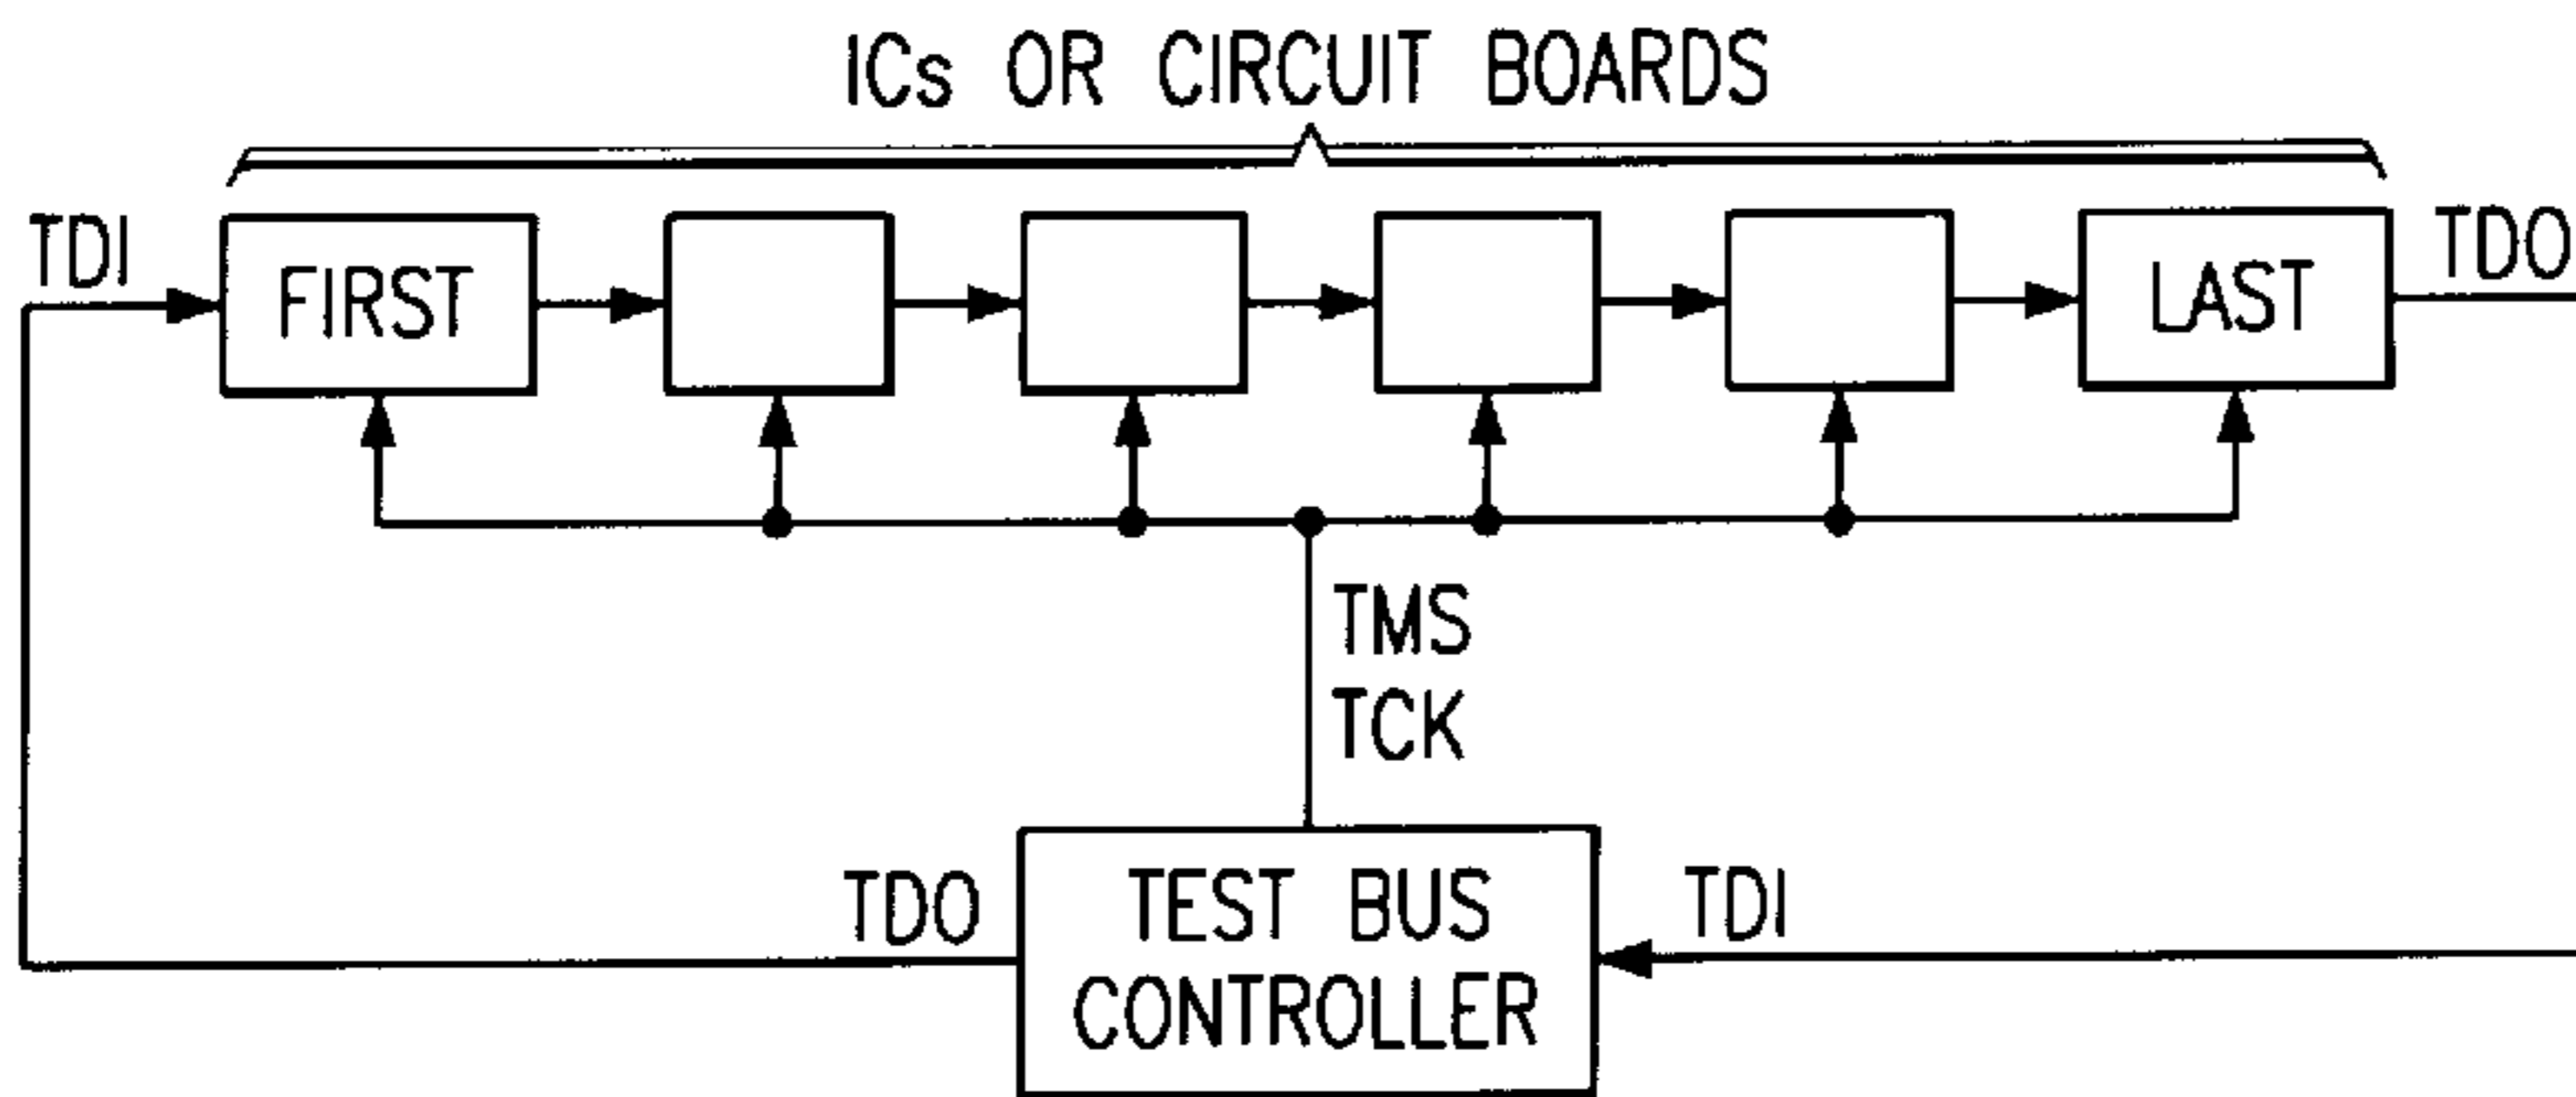 ICs OR CIRCUIT BOARDS
TDI
FIRST
LAST
TDO
TMS
TCK
TDO
TEST BUS
CONTROLLER
TDI